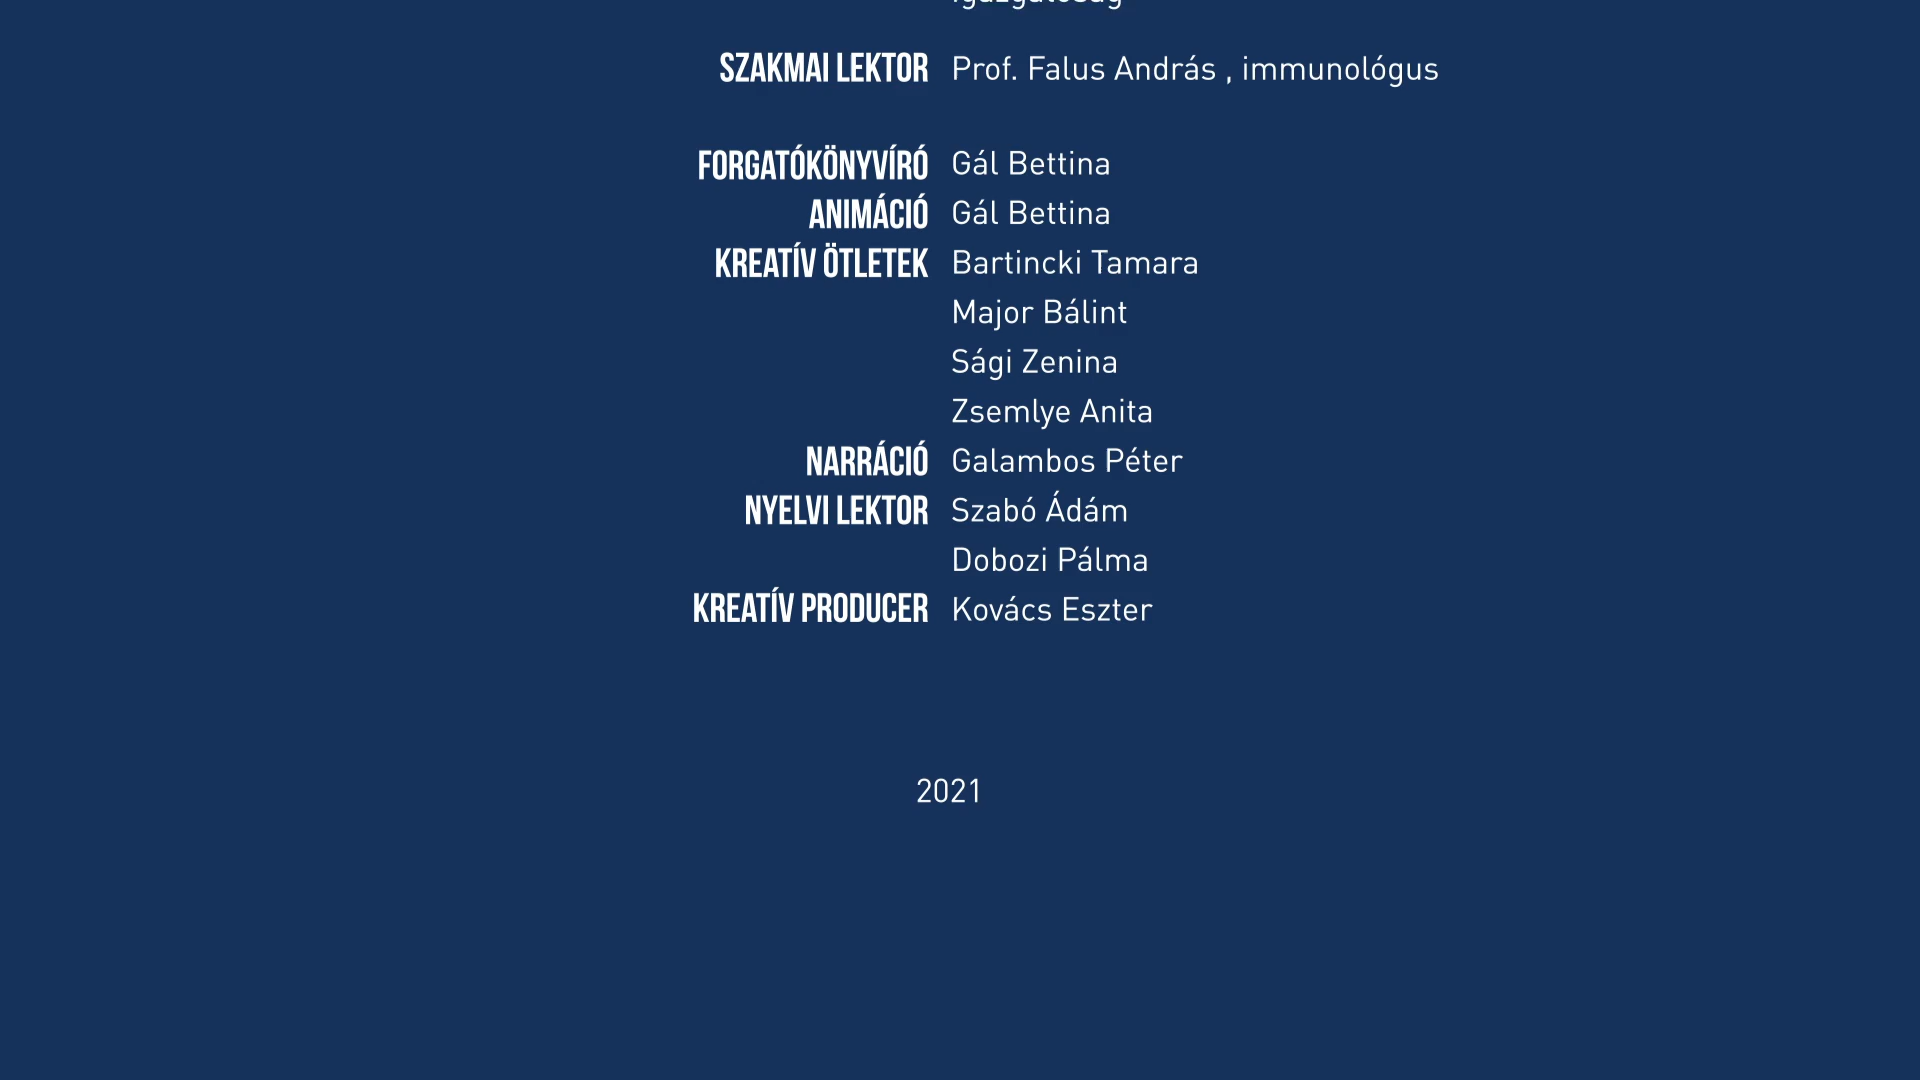 SZAKMAI LEKTOR Prof. Falus András , immunológus
FORGATÓKÖNYVÍRÓ Gál Bettina
ANIMÁCIÓ Gál Bettina
KREATÍV ÖTLETEK Bartincki Tamara
Major Bálint
Sági Zenina
Zsemlye Anita
NARRÁCIÓ Galambos Péter
NYELVI LEKTOR Szabó Ádám
Dobozi Pálma
KREATÍV PRODUCER Kovács Eszter
2021